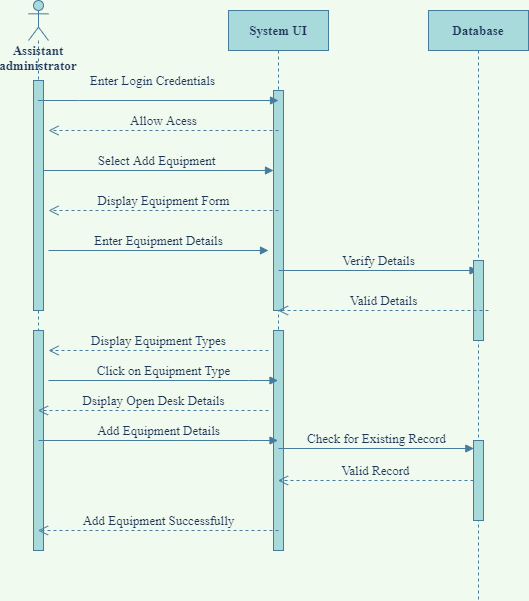 System UI
Database
Assistant
administrator
Enter Login Credentials
Allow Acess
Select Add Equipment
Display Equipment Form
Enter Equipment Details
Verify Details
Valid Details
Display Equipment Types
Click on Equipment Type
Dsiplay Open Desk Details
Add Equipment Details
Check for Existing Record
Valid Record
Add Equipment Successfully